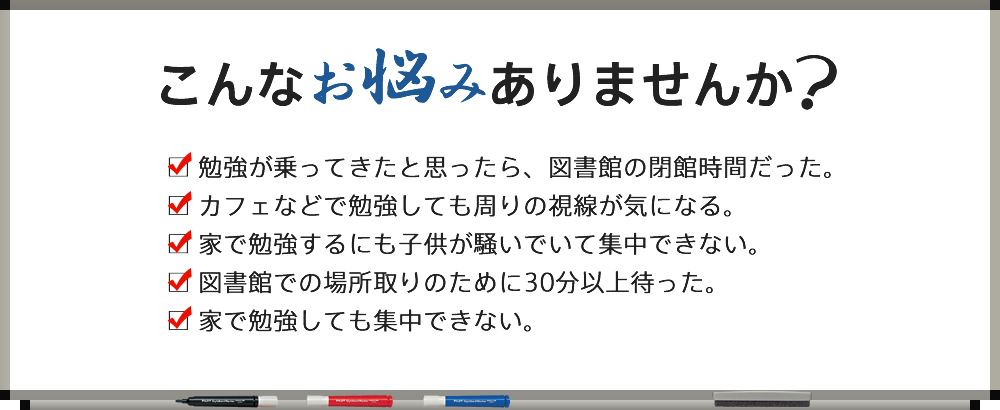 こんなお悩みありませんか?
勉強が乗ってきたと思ったら、図書館の閉館時間だった。
カフェなどで勉強しても周りの視線が気になる。
家で勉強するにも子供が騒いでいて集中できない。
図書館での場所取りのために30分以上待った。
家で勉強しても集中できない。